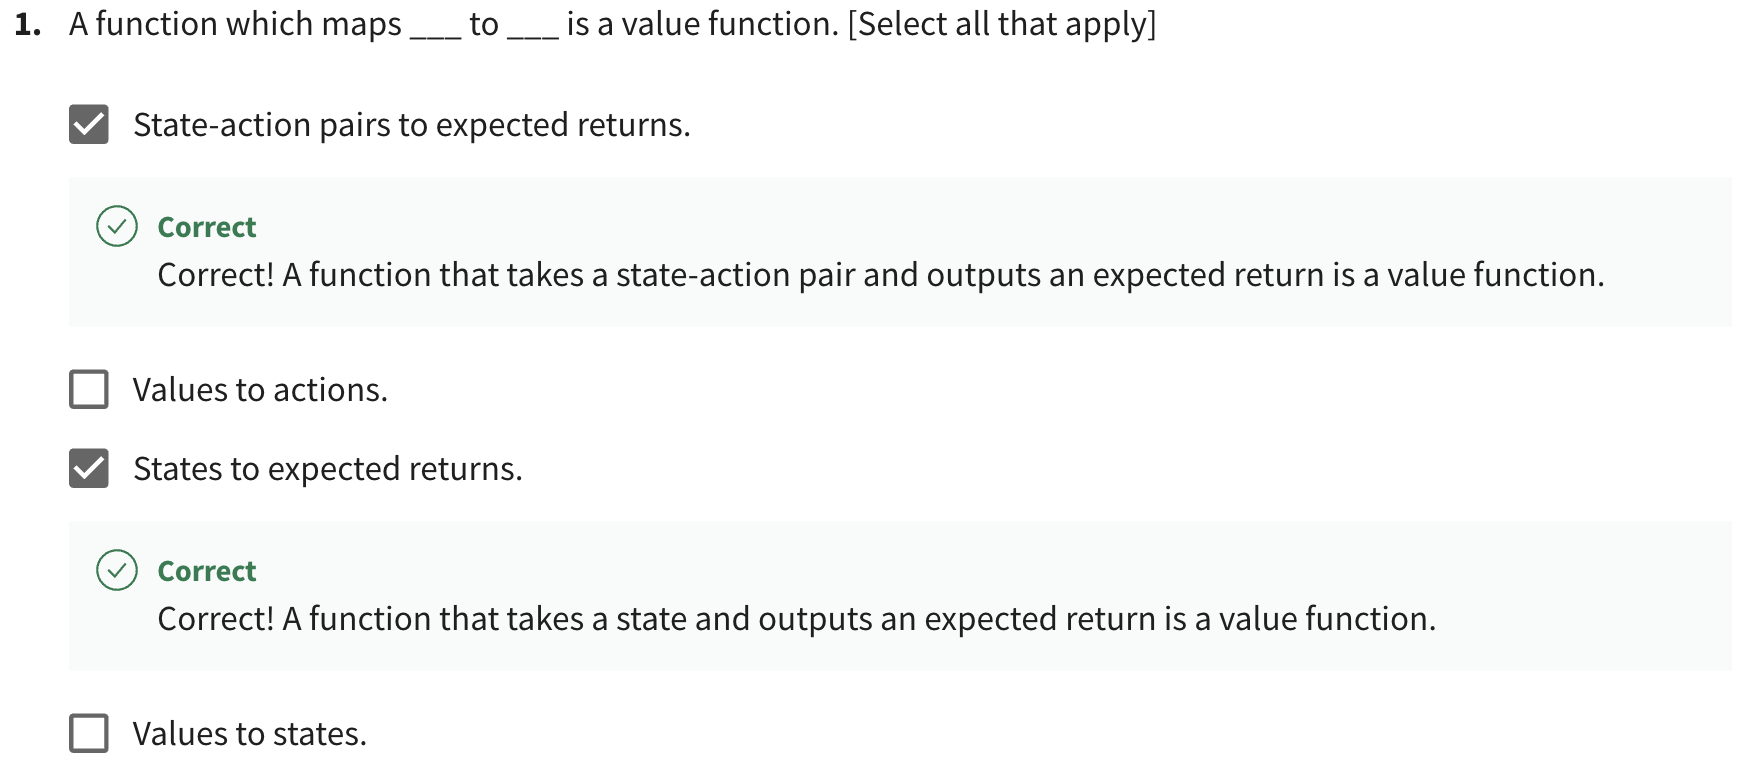 1. A function which maps ___ to ___ is a value function. [Select all that apply]
State-action pairs to expected returns.
Correct
Correct! A function that takes a state-action pair and outputs an expected return is a value function.
Values to actions.
States to expected returns.
Correct
Correct! A function that takes a state and outputs an expected return is a value function.
Values to states.